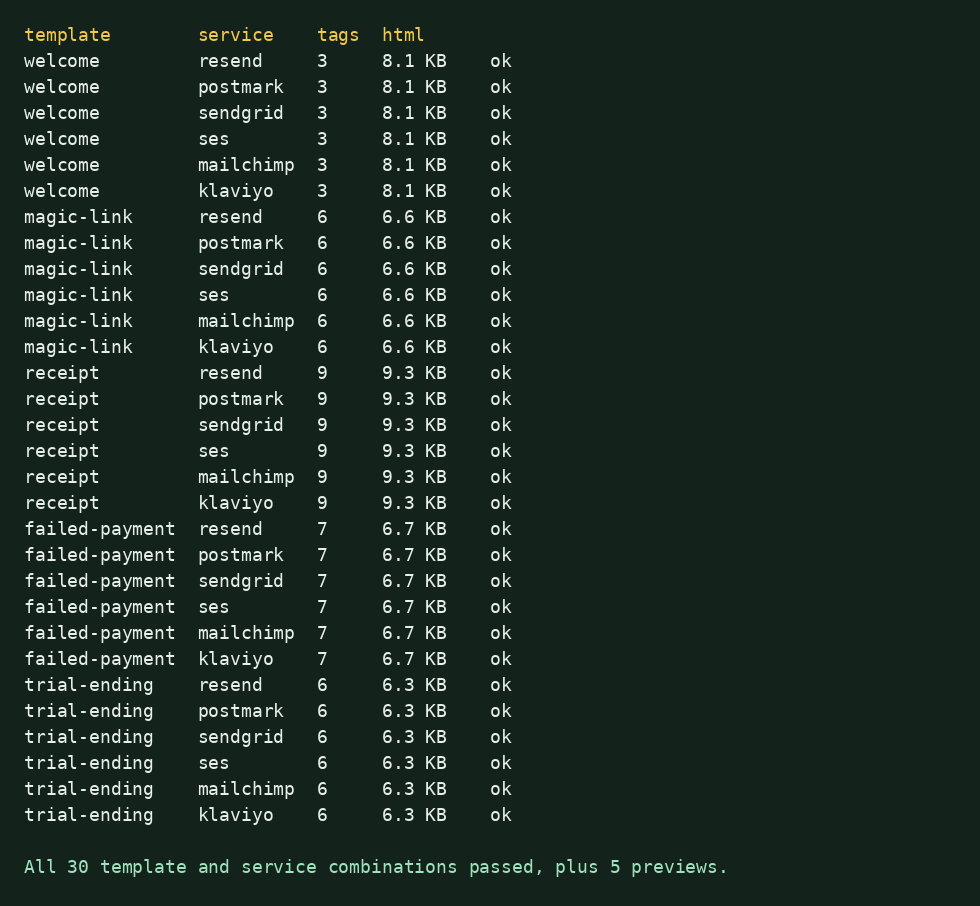 template service tags html
welcome resend 3 8.1 KB ok
welcome postmark 3 8.1 KB ok
welcome sendgrid 3 8.1 KB ok
welcome ses 3 8.1 KB ok
welcome mailchimp 3 8.1 KB ok
welcome klaviyo 3 8.1 KB ok
magic-link resend 6 6.6 KB ok
magic-link postmark 6 6.6 KB ok
magic-link sendgrid 6 6.6 KB ok
magic-link ses 6 6.6 KB ok
magic-link mailchimp 6 6.6 KB ok
magic-link klaviyo 6 6.6 KB ok
receipt resend 9 9.3 KB ok
receipt postmark 9 9.3 KB ok
receipt sendgrid 9 9.3 KB ok
receipt ses 9 9.3 KB ok
receipt mailchimp 9 9.3 KB ok
receipt klaviyo 9 9.3 KB ok
failed-payment resend 7 6.7 KB ok
failed-payment postmark 7 6.7 KB ok
failed-payment sendgrid 7 6.7 KB ok
failed-payment ses 7 6.7 KB ok
failed-payment mailchimp 7 6.7 KB ok
failed-payment klaviyo 7 6.7 KB ok
trial-ending resend 6 6.3 KB ok
trial-ending postmark 6 6.3 KB ok
trial-ending sendgrid 6 6.3 KB ok
trial-ending ses 6 6.3 KB ok
trial-ending mailchimp 6 6.3 KB ok
trial-ending klaviyo 6 6.3 KB ok
All 30 template and service combinations passed, plus 5 previews.